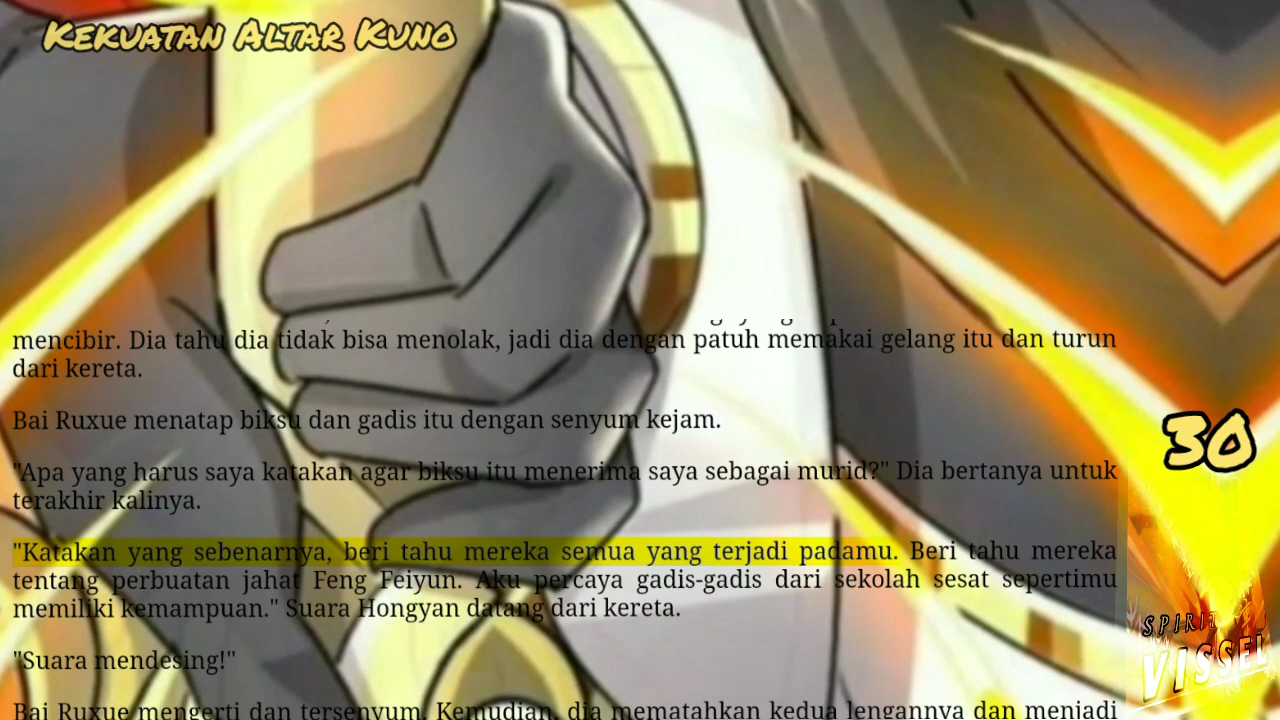 Kekuatan Altar Kuno
mencibir. Dia tahu dia tidak bisa menolak, jadi dia dengan patuh memakai gelang itu dan turun
dari kereta.
Bai Ruxue menatap biksu dan gadis itu dengan senyum kejam.
"Apa yang harus saya katakan agar biksu itu menerima saya sebagai murid?" Dia bertanya untuk
terakhir kalinya.
30
"Katakan yang sebenarnya, beri tahu mereka semua yang terjadi padamu. Beri tahu mereka
tentang perbuatan jahat Feng Feiyun. Aku percaya gadis-gadis dari sekolah sesat sepertimu
memiliki kemampuan." Suara Hongyan datang dari kereta.
"Suara mendesing!"
SPIRIT
VISSEL
Bai Ruxue mengerti dan tersenyum. Kemudian, dia mematahkan kedua lengannya dan menjadi